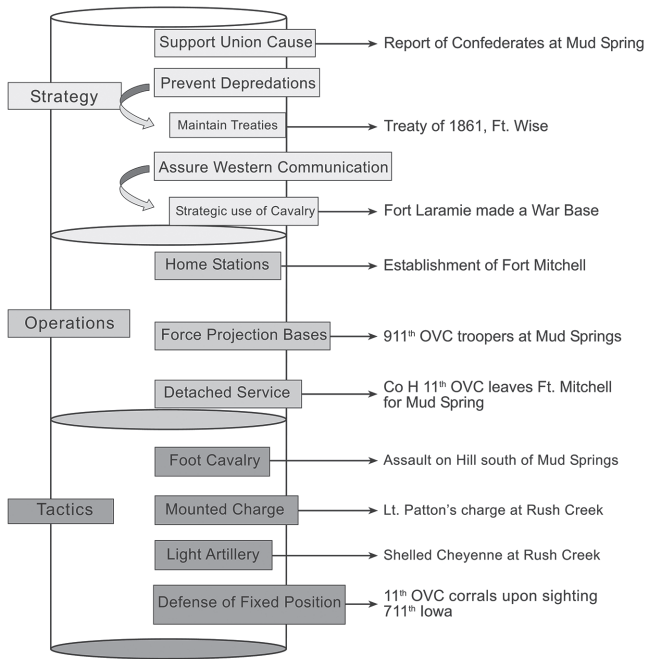 Support Union Cause
Report of Confederates at Mud Spring
Prevent Depredations
Strategy
Maintain Treaties
Treaty of 1861, Ft. Wise
Assure Western Communication
Strategic use of Cavalry
Fort Laramie made a War Base
Home Stations
Establishment of Fort Mitchell
Operations
Force Projection Bases
911th OVC troopers at Mud Springs
Detached Service
Co H 11th OVC leaves Ft. Mitchell
for Mud Spring
Foot Cavalry
Assault on Hill south of Mud Springs
Tactics
Mounted Charge
Lt. Patton's charge at Rush Creek
Light Artillery
Shelled Cheyenne at Rush Creek
Defense of Fixed Position
11th OVC corrals upon sighting
711th Iowa